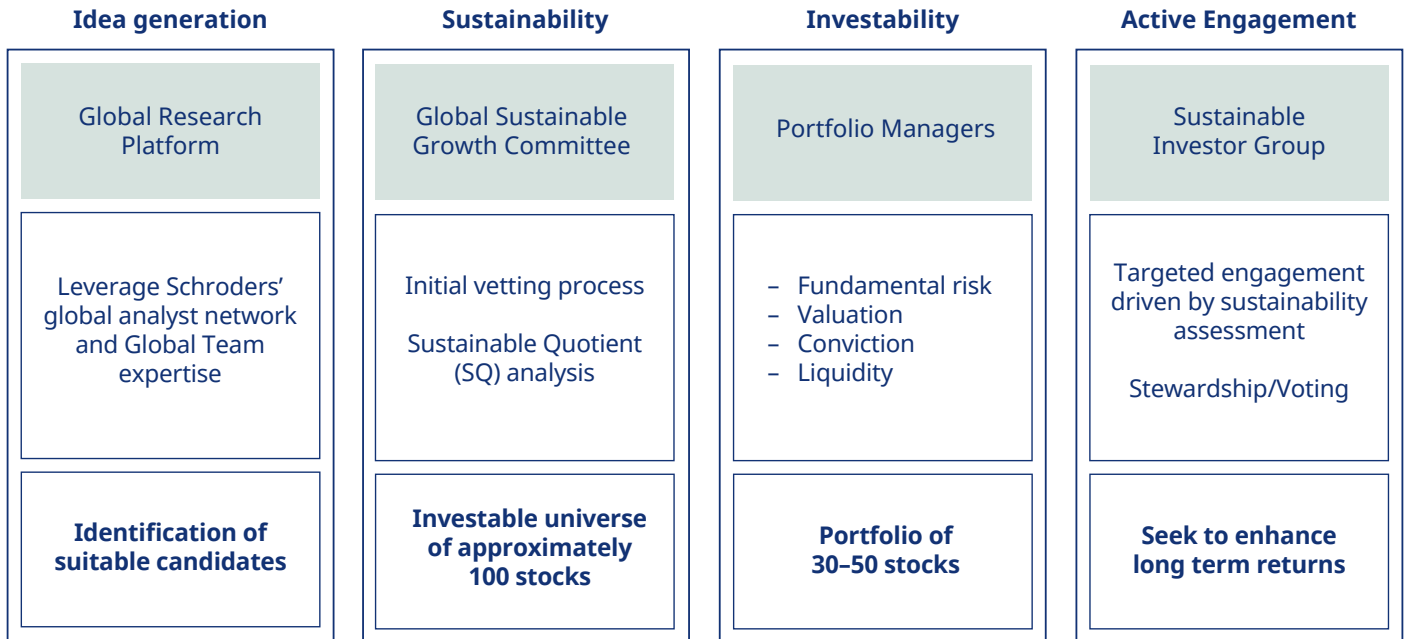 Idea generation
Global Research
Platform
Leverage Schroders’
global analyst network
and Global Team
expertise
Identification of
suitable candidates
Sustainability
Global Sustainable
Growth Committee
Initial vetting process
Sustainable Quotient
(SQ) analysis
Investable universe
of approximately
100 stocks
Investability
Portfolio Managers
– Fundamental risk
– Valuation
– Conviction
– Liquidity
Portfolio of
30–50 stocks
Active Engagement
Sustainable
Investor Group
Targeted engagement
driven by sustainability
assessment
Stewardship/Voting
Seek to enhance
long term returns